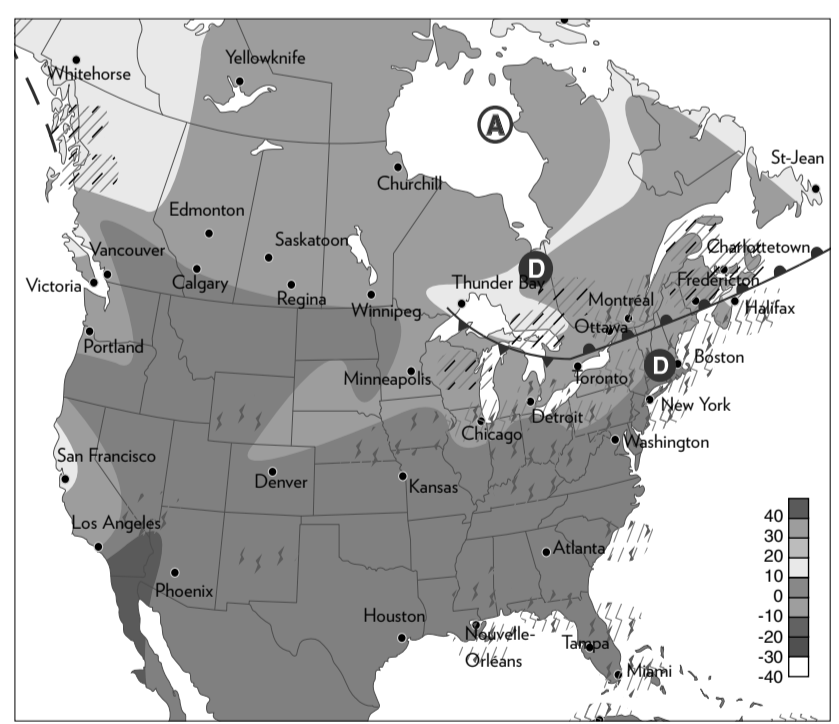 Yellowknife
Whitehorse
A
St-Jean
Churchill
Edmonton
Saskatoon
Vancouver
Charlottetown
D
Victoria
Calgary
Regina
Thunder Bay
Fredericton
Winnipeg
Montréal
Halifax
Ottawa
Portland
D
Boston
Minneapolis
Toronto
New York
Detroit
Chicago
Washington
San Francisco
Denver
Kansas
Los Angeles
Atlanta
Phoenix
Houston
Nouvelle-
Orléans
Tampa
Miami
40
30
20
10
0
-10
-20
-30
-40